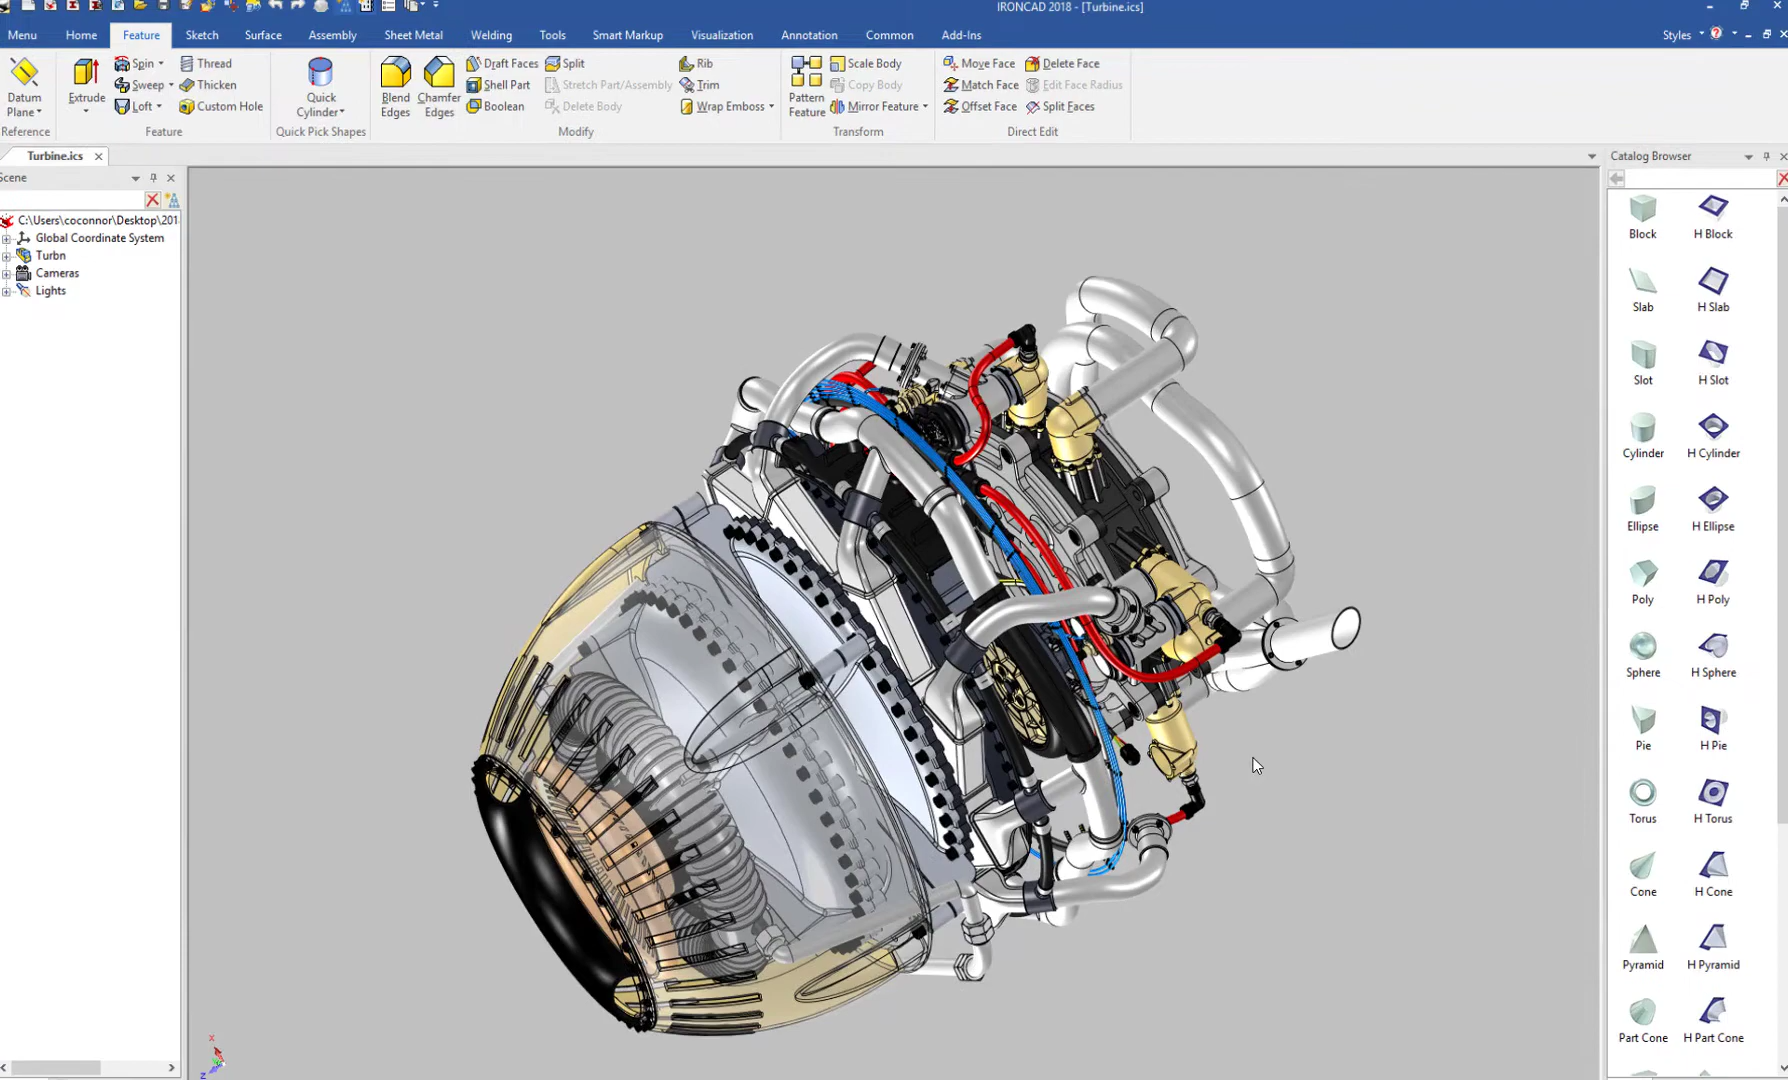 IRONCAD 2018 - [Turbine.ics]
Menu Home Feature Sketch Surface Assembly Sheet Metal Welding Tools Smart Markup Visualization Annotation Common Add-Ins Styles
Datum Plane
Reference
Extrude
Spin
Sweep
Loft
Thread
Thicken
Custom Hole
Feature
Quick Cylinder
Quick Pick Shapes
Blend Edges
Chamfer Edges
Draft Faces
Shell Part
Boolean
Split
Stretch Part/Assembly
Delete Body
Rib
Trim
Wrap Emboss
Modify
Pattern Feature
Scale Body
Copy Body
Mirror Feature
Transform
Move Face
Match Face
Offset Face
Delete Face
Edit Face Radius
Split Faces
Direct Edit
Turbine.ics
Scene
C:\Users\coconnor\Desktop\201
Global Coordinate System
Turbn
Cameras
Lights
X
Z
Catalog Browser
Block H Block
Slab H Slab
Slot H Slot
Cylinder H Cylinder
Ellipse H Ellipse
Poly H Poly
Sphere H Sphere
Pie H Pie
Torus H Torus
Cone H Cone
Pyramid H Pyramid
Part Cone H Part Cone